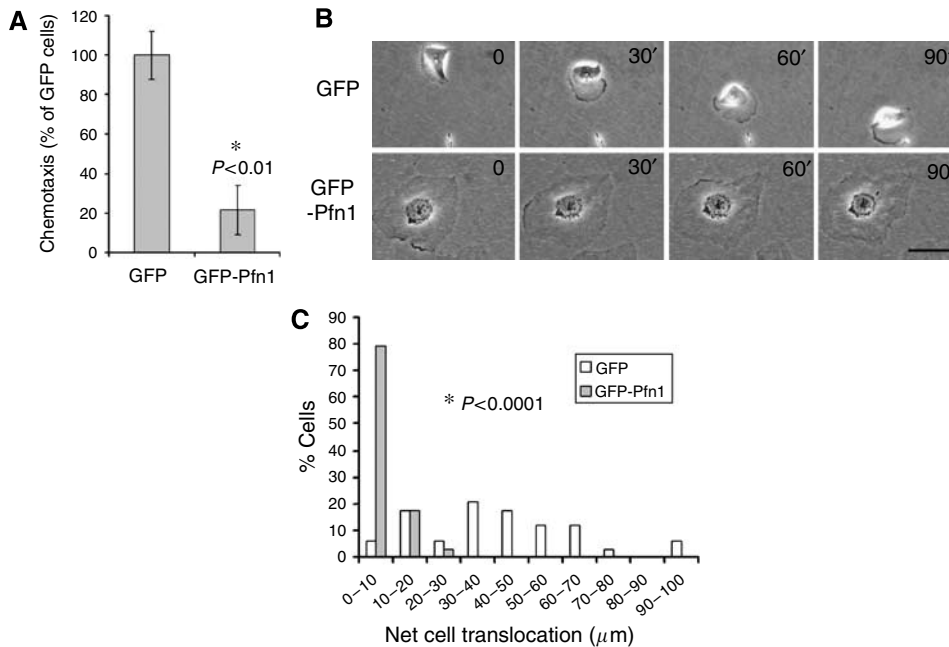 A
Chemotaxis (% of GFP cells)
120
100
80
60
40
20
0
*
P<0.01
GFP
GFP-Pfn1
B
GFP
0
30′
60′
90′
GFP
-Pfn1
0
30′
60′
90
C
% Cells
90
80
70
60
50
40
30
20
10
0
* P<0.0001
GFP
GFP-Pfn1
0–10
10–20
20–30
30–40
40–50
50–60
60–70
70–80
80–90
90–100
Net cell translocation (μm)